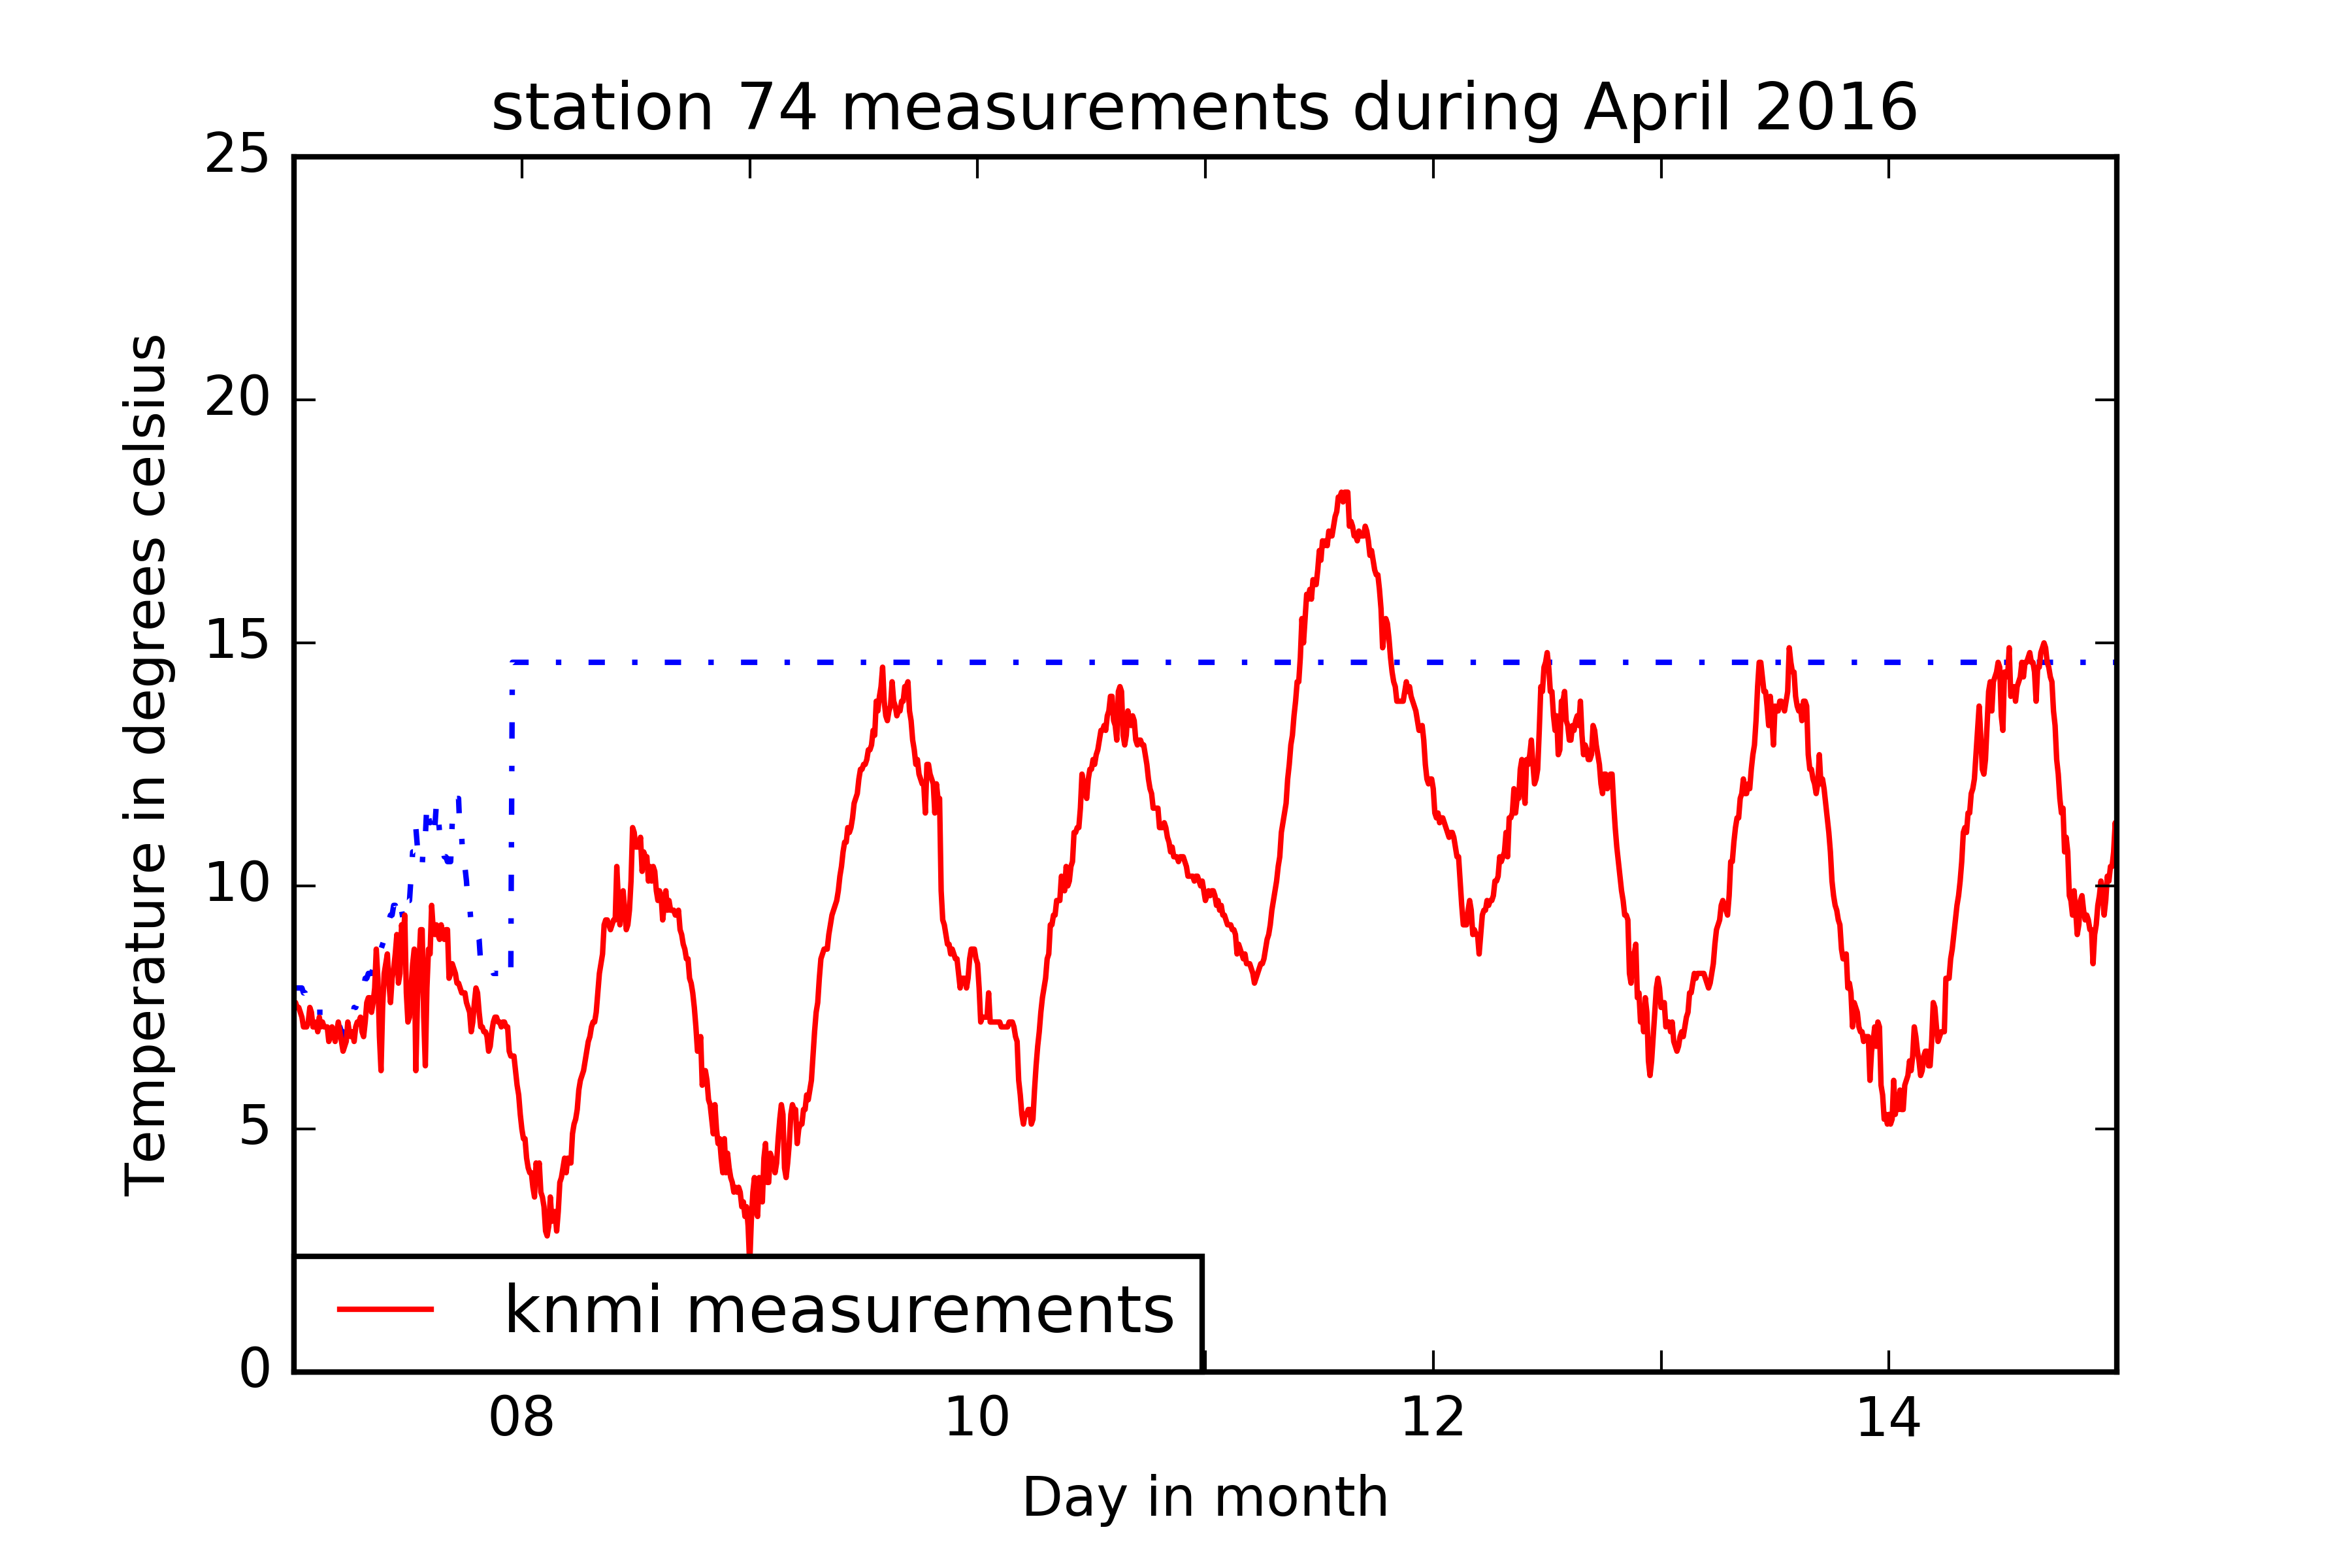 station 74 measurements during April 2016
25
20
15
10
5
0
Temperature in degrees celsius
knmi measurements
08 10 12 14
Day in month